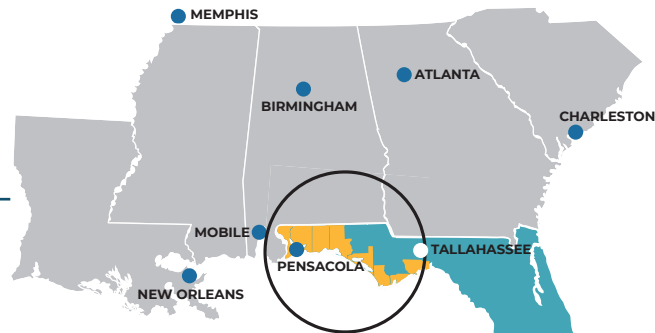 MEMPHIS
ATLANTA
BIRMINGHAM
CHARLESTON
MOBILE
TALLAHASSEE
PENSACOLA
NEW ORLEANS